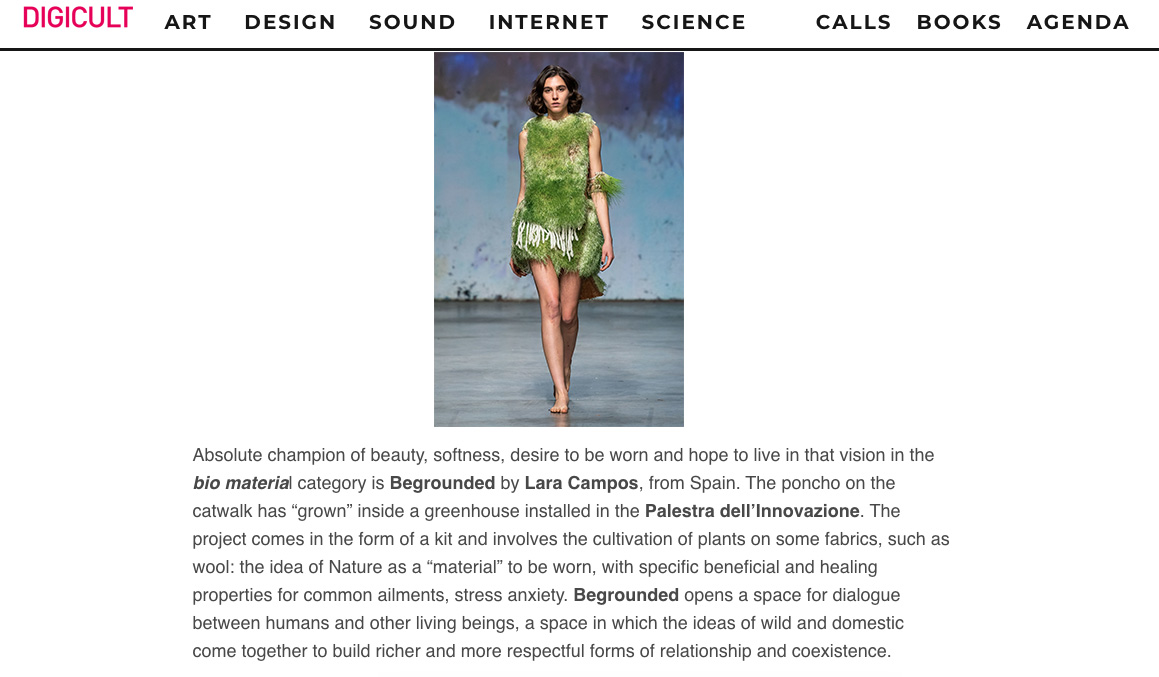 DIGICULT ART DESIGN SOUND INTERNET SCIENCE CALLS BOOKS AGENDA
Absolute champion of beauty, softness, desire to be worn and hope to live in that vision in the
bio material category is Begrounded by Lara Campos, from Spain. The poncho on the
catwalk has “grown” inside a greenhouse installed in the Palestra dell’Innovazione. The
project comes in the form of a kit and involves the cultivation of plants on some fabrics, such as
wool: the idea of Nature as a “material” to be worn, with specific beneficial and healing
properties for common ailments, stress anxiety. Begrounded opens a space for dialogue
between humans and other living beings, a space in which the ideas of wild and domestic
come together to build richer and more respectful forms of relationship and coexistence.